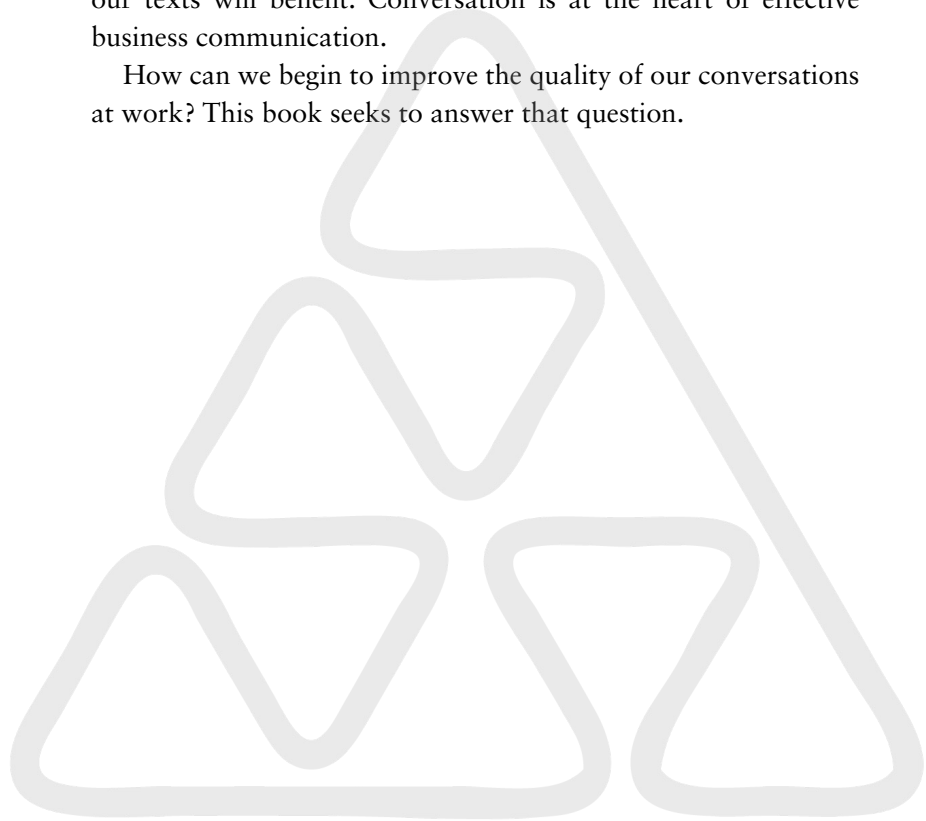 our texts will benefit. Conversation is at the heart of effective
business communication.
How can we begin to improve the quality of our conversations
at work? This book seeks to answer that question.